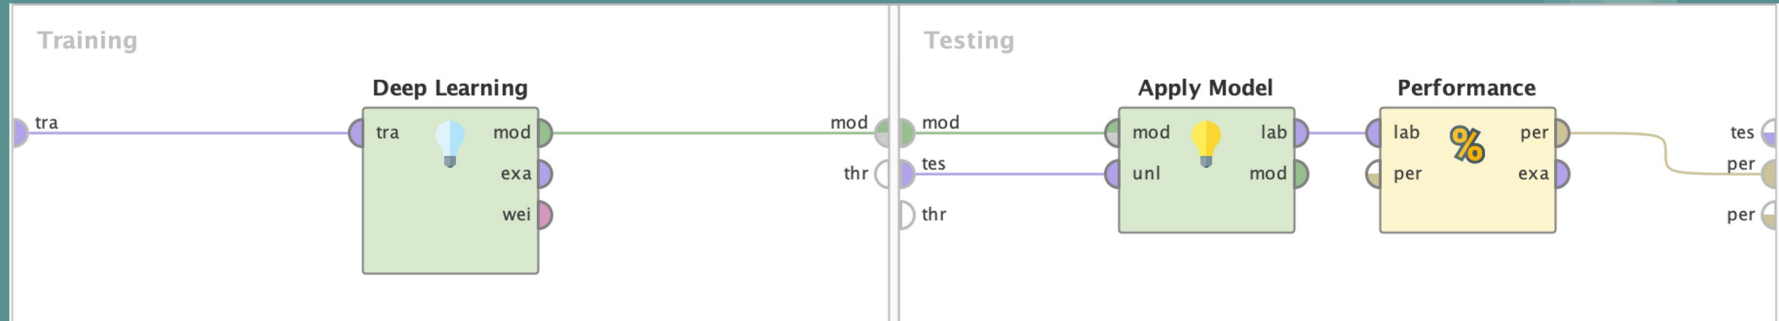 Training
Testing
Deep Learning
Apply Model
Performance
tra
tra
mod
exa
wei
mod
thr
mod
tes
thr
mod
unl
lab
mod
lab
per
%
per
exa
tes
per
per